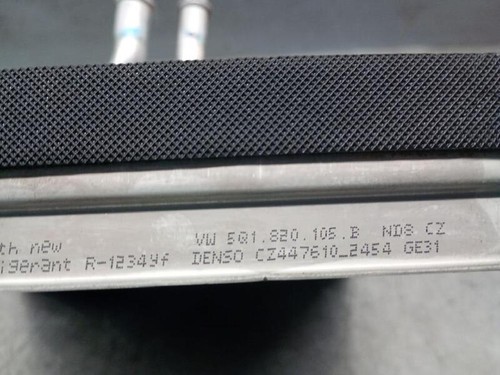 th new VW 5Q1.820.105.B ND8 CZ
igerant R-1234yf DENSO CZ447610_2454 GE31